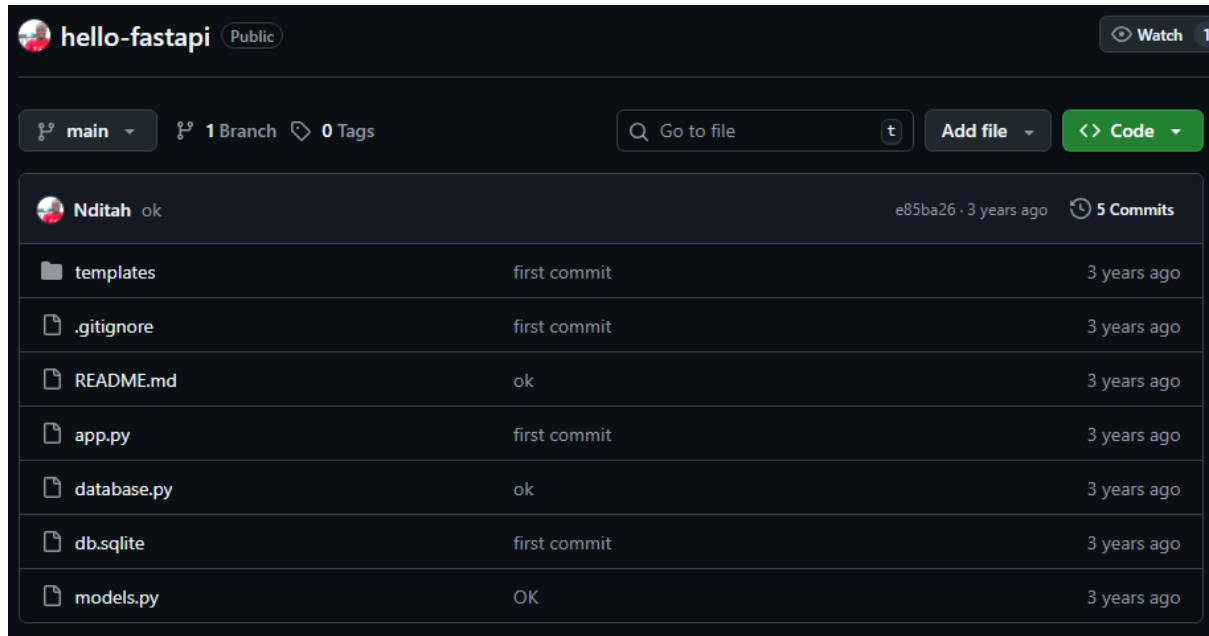 hello-fastapi Public Watch 1
main 1 Branch 0 Tags Go to file t Add file Code
Nditah ok e85ba26 · 3 years ago 5 Commits
templates first commit 3 years ago
.gitignore first commit 3 years ago
README.md ok 3 years ago
app.py first commit 3 years ago
database.py ok 3 years ago
db.sqlite first commit 3 years ago
models.py OK 3 years ago